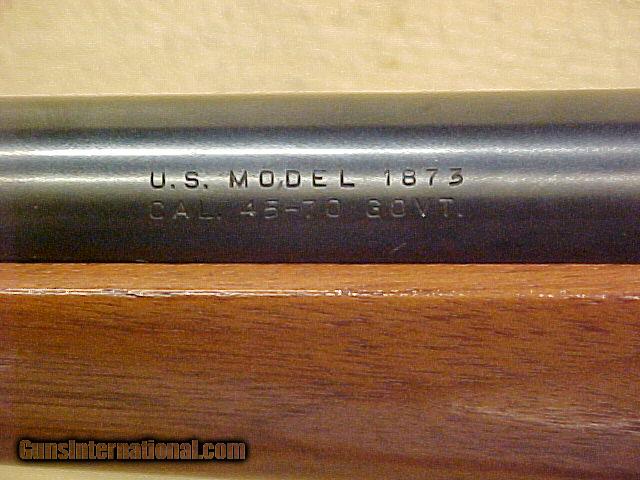 U.S. MODEL 1873
CAL. 45-70 GOVT.
GunsInternational.com